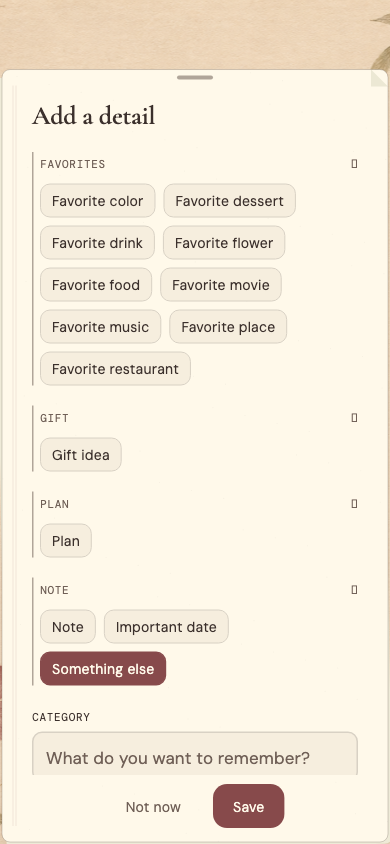 Add a detail
FAVORITES
Favorite color Favorite dessert
Favorite drink Favorite flower
Favorite food Favorite movie
Favorite music Favorite place
Favorite restaurant
GIFT
Gift idea
PLAN
Plan
NOTE
Note Important date
Something else
CATEGORY
What do you want to remember?
Not now Save